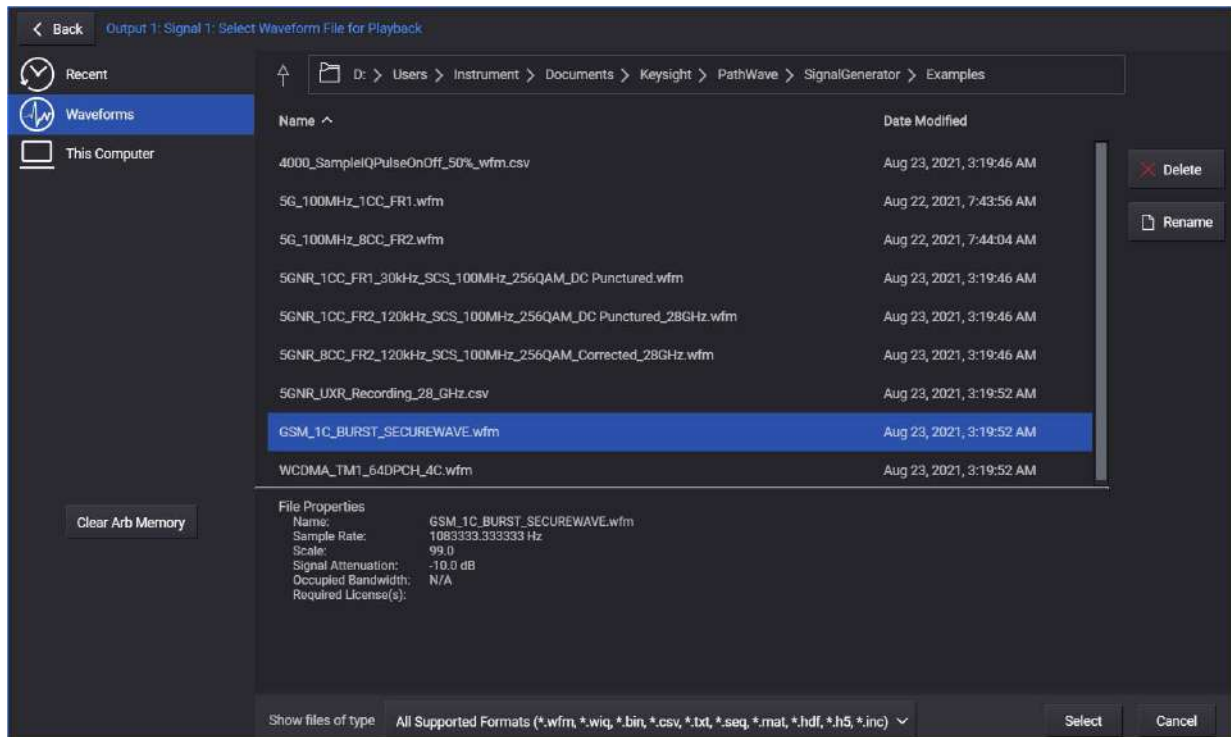 Back Output 1: Signal 1: Select Waveform File for Playback
Recent
Waveforms
This Computer
Clear Arb Memory
D: > Users > Instrument > Documents > Keysight > PathWave > SignalGenerator > Examples
Name Date Modified
4000_SampleIQPulseOnOff_50%_wfm.csv Aug 23, 2021, 3:19:46 AM
5G_100MHz_1CC_FR1.wfm Aug 22, 2021, 7:43:56 AM
5G_100MHz_8CC_FR2.wfm Aug 22, 2021, 7:44:04 AM
5GNR_1CC_FR1_30kHz_SCS_100MHz_256QAM_DC Punctured.wfm Aug 23, 2021, 3:19:46 AM
5GNR_1CC_FR2_120kHz_SCS_100MHz_256QAM_DC Punctured_28GHz.wfm Aug 23, 2021, 3:19:46 AM
5GNR_8CC_FR2_120kHz_SCS_100MHz_256QAM_Corrected_28GHz.wfm Aug 23, 2021, 3:19:46 AM
5GNR_UXR_Recording_28_GHz.csv Aug 23, 2021, 3:19:52 AM
GSM_1C_BURST_SECUREWAVE.wfm Aug 23, 2021, 3:19:52 AM
WCDMA_TM1_64DPCH_4C.wfm Aug 23, 2021, 3:19:52 AM
Delete
Rename
File Properties
Name: GSM_1C_BURST_SECUREWAVE.wfm
Sample Rate: 1083333.333333 Hz
Scale: 99.0
Signal Attenuation: -10.0 dB
Occupied Bandwidth: N/A
Required License(s):
Show files of type All Supported Formats (*.wfm, *.wiq, *.bin, *.csv, *.txt, *.seq, *.mat, *.hdf, *.h5, *.inc) Select Cancel